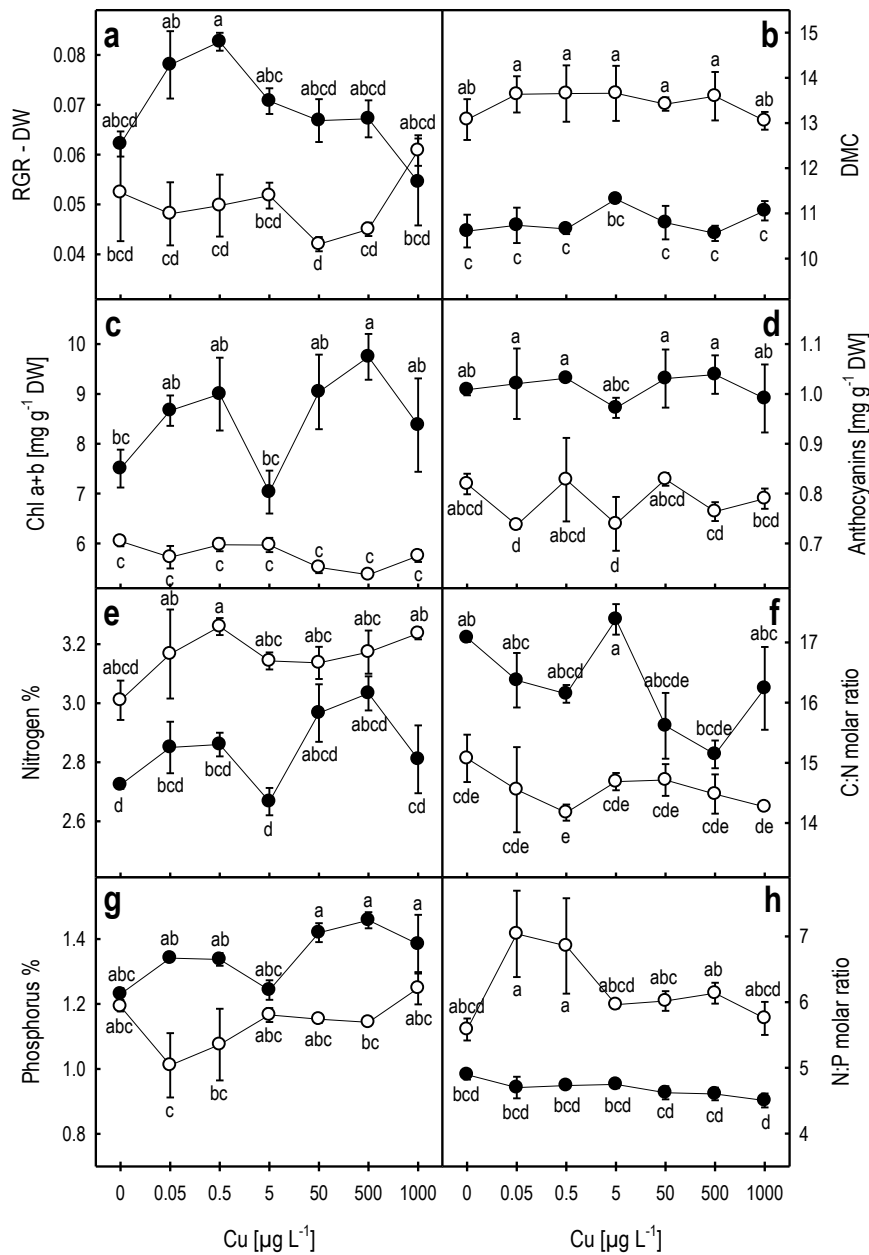 a
RGR - DW
0.08
0.07
0.06
0.05
0.04
abcd
ab
a
abc
abcd
abcd
abcd
bcd
cd
cd
bcd
d
cd
bcd
b
DMC
15
14
13
12
11
10
ab
a
a
a
a
a
ab
c
c
c
bc
c
c
c
c
Chl a+b [mg g⁻¹ DW]
10
9
8
7
6
bc
ab
ab
bc
ab
a
ab
c
c
c
c
c
c
c
d
Anthocyanins [mg g⁻¹ DW]
1.1
1.0
0.9
0.8
0.7
ab
a
a
abc
a
a
ab
abcd
d
abcd
d
abcd
cd
bcd
e
Nitrogen %
3.2
3.0
2.8
2.6
abcd
ab
a
abc
abc
abc
ab
d
bcd
bcd
d
abcd
abcd
cd
f
C:N molar ratio
17
16
15
14
ab
abc
abcd
a
abcde
bcde
abc
cde
cde
e
cde
cde
cde
de
g
Phosphorus %
1.4
1.2
1.0
0.8
abc
ab
ab
abc
a
a
a
abc
c
bc
abc
abc
bc
abc
h
N:P molar ratio
7
6
5
4
abcd
a
a
abcd
abc
ab
abcd
bcd
bcd
bcd
bcd
cd
cd
d
0 0.05 0.5 5 50 500 1000
Cu [µg L⁻¹]
0 0.05 0.5 5 50 500 1000
Cu [µg L⁻¹]